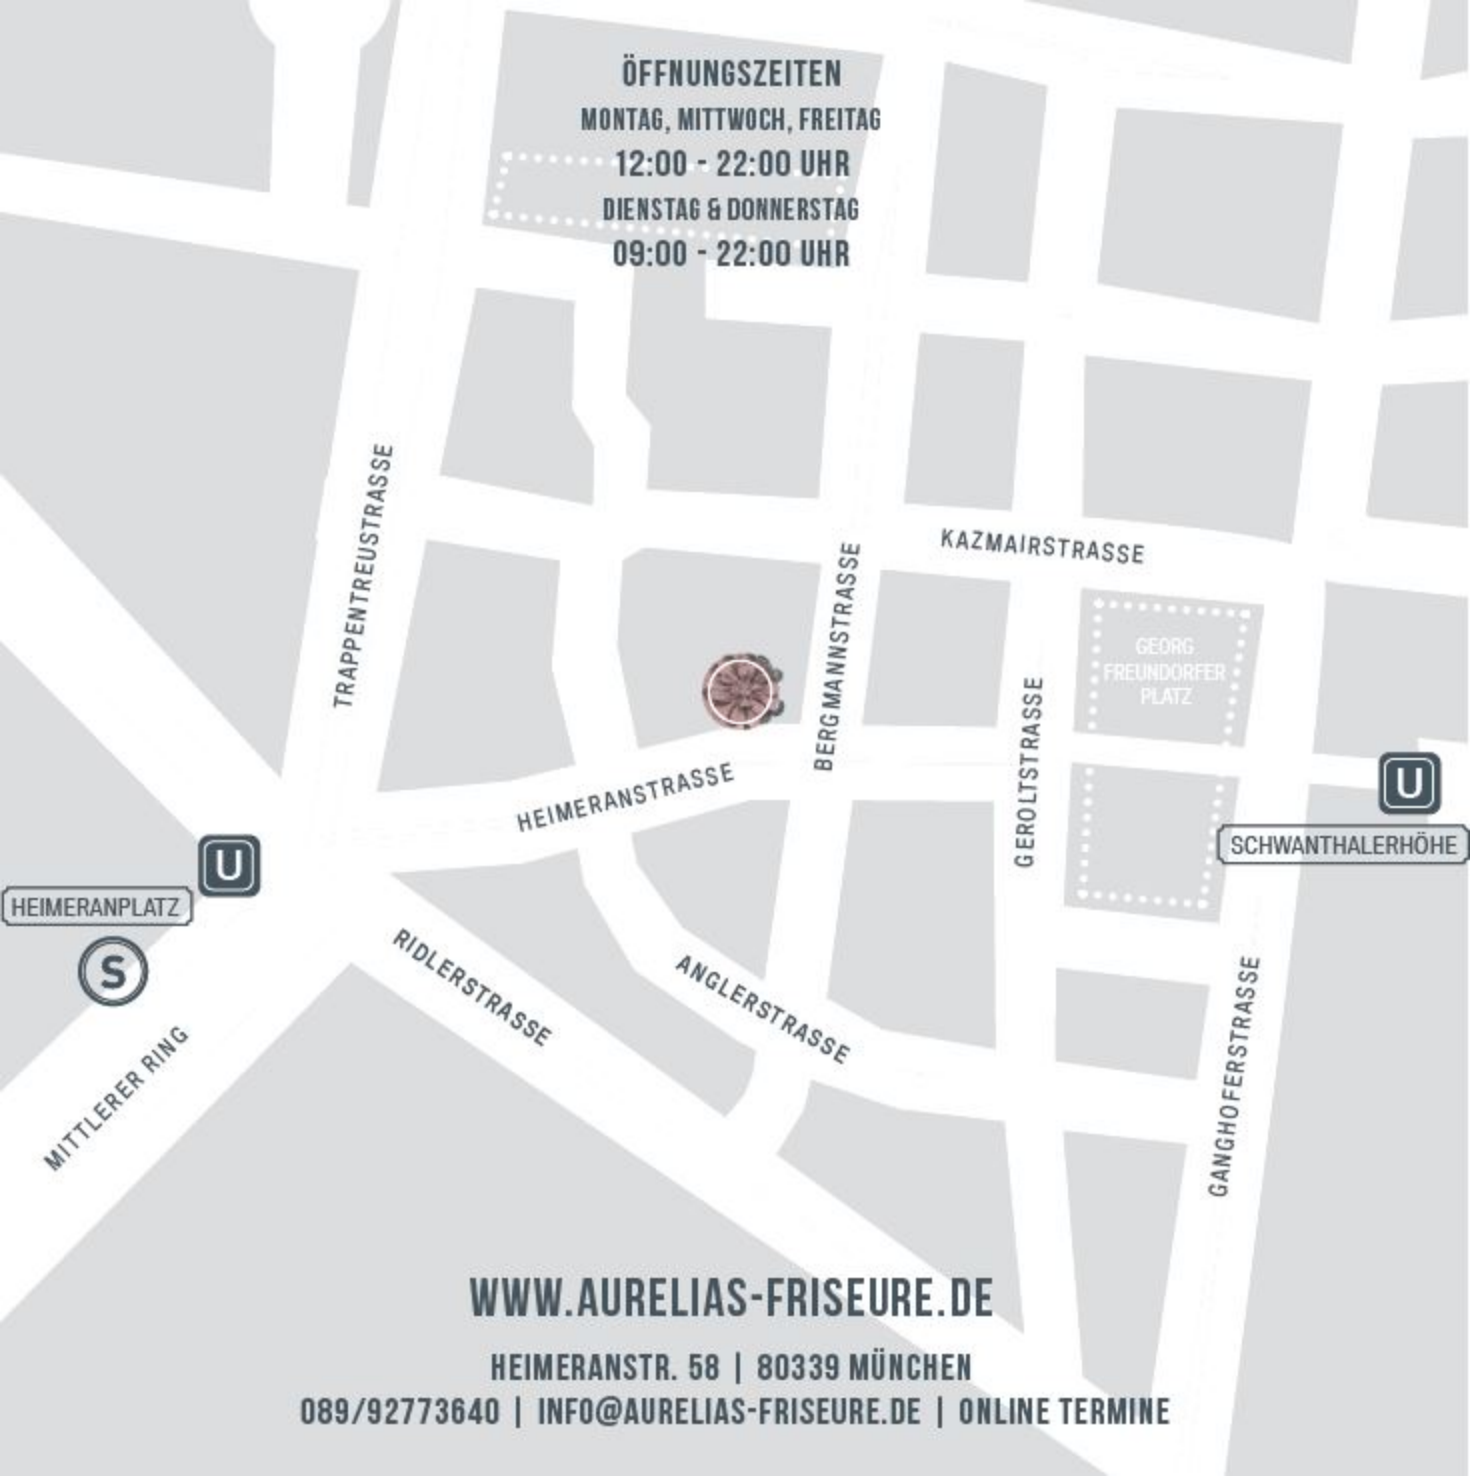 ÖFFNUNGSZEITEN
MONTAG, MITTWOCH, FREITAG
12:00 - 22:00 UHR
DIENSTAG & DONNERSTAG
09:00 - 22:00 UHR
TRAPPENTREUSTRASSE
KAZMAIRSTRASSE
BERGMANNSTRASSE
GEORG
FREUNDORFER
PLATZ
GEROLTSTRASSE
HEIMERANSTRASSE
U
SCHWANTHALERHÖHE
U
HEIMERANPLATZ
S
RIDLERSTRASSE
ANGLERSTRASSE
MITTLERER RING
GANGHOFERSTRASSE
WWW.AURELIAS-FRISEURE.DE
HEIMERANSTR. 58 | 80339 MÜNCHEN
089/92773640 | INFO@AURELIAS-FRISEURE.DE | ONLINE TERMINE